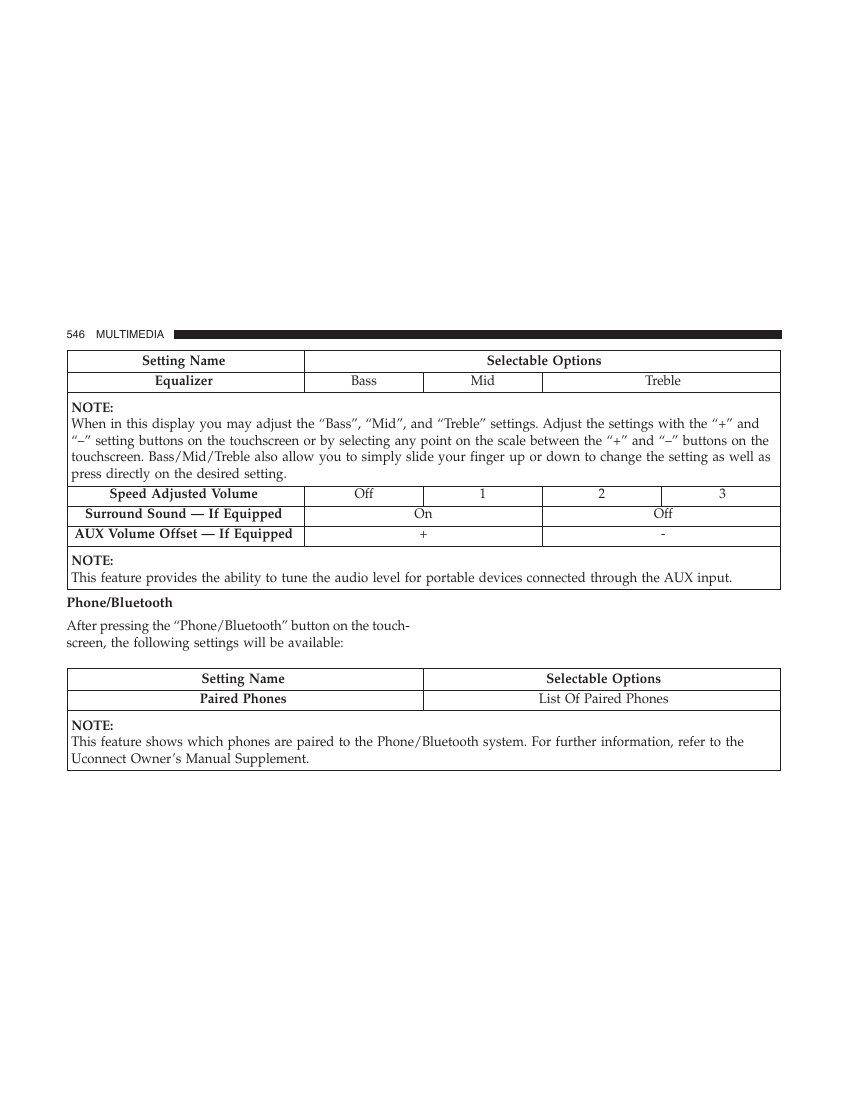 546 MULTIMEDIA
Setting Name Selectable Options
Equalizer Bass Mid Treble
NOTE:
When in this display you may adjust the “Bass”, “Mid”, and “Treble” settings. Adjust the settings with the “+” and
“–” setting buttons on the touchscreen or by selecting any point on the scale between the “+” and “–” buttons on the
touchscreen. Bass/Mid/Treble also allow you to simply slide your finger up or down to change the setting as well as
press directly on the desired setting.
Speed Adjusted Volume Off 1 2 3
Surround Sound — If Equipped On Off
AUX Volume Offset — If Equipped + -
NOTE:
This feature provides the ability to tune the audio level for portable devices connected through the AUX input.
Phone/Bluetooth
After pressing the “Phone/Bluetooth” button on the touch-
screen, the following settings will be available:
Setting Name Selectable Options
Paired Phones List Of Paired Phones
NOTE:
This feature shows which phones are paired to the Phone/Bluetooth system. For further information, refer to the
Uconnect Owner’s Manual Supplement.